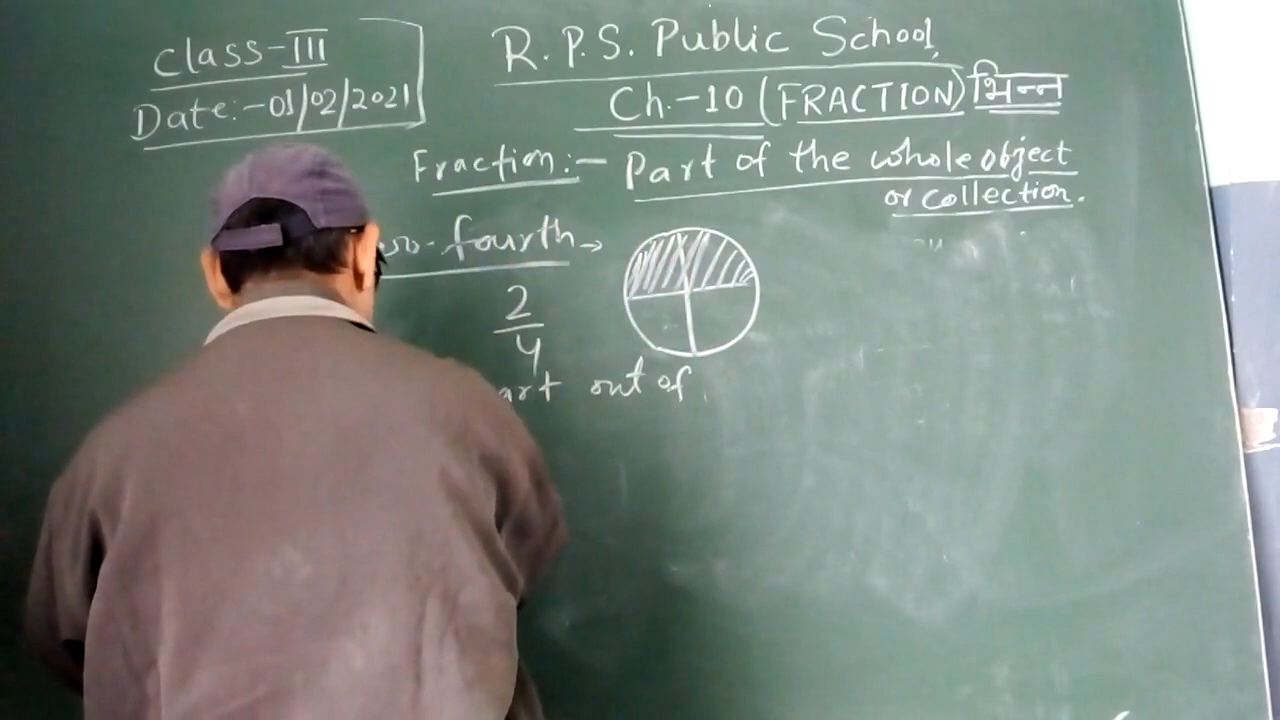 Class-III
Date:-01/02/2021
R.P.S. Public School
Ch.-10 (FRACTION) भिन्न
Fraction:- Part of the whole object
or collection.
fourth →
2
4
out of